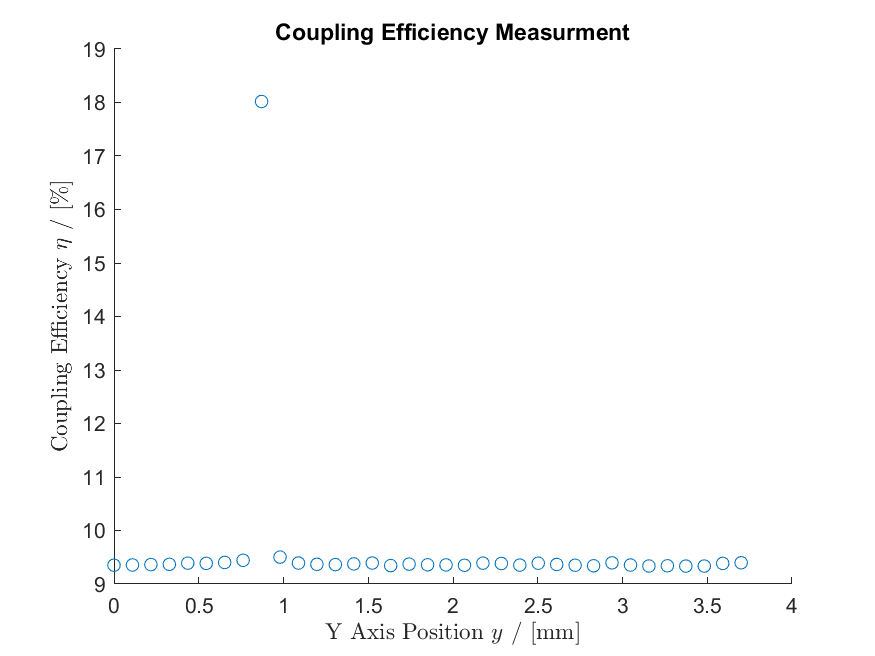 Coupling Efficiency Measurment
19
18
17
16
15
14
13
12
11
10
9
Coupling Efficiency η / [%]
0 0.5 1 1.5 2 2.5 3 3.5 4
Y Axis Position y / [mm]